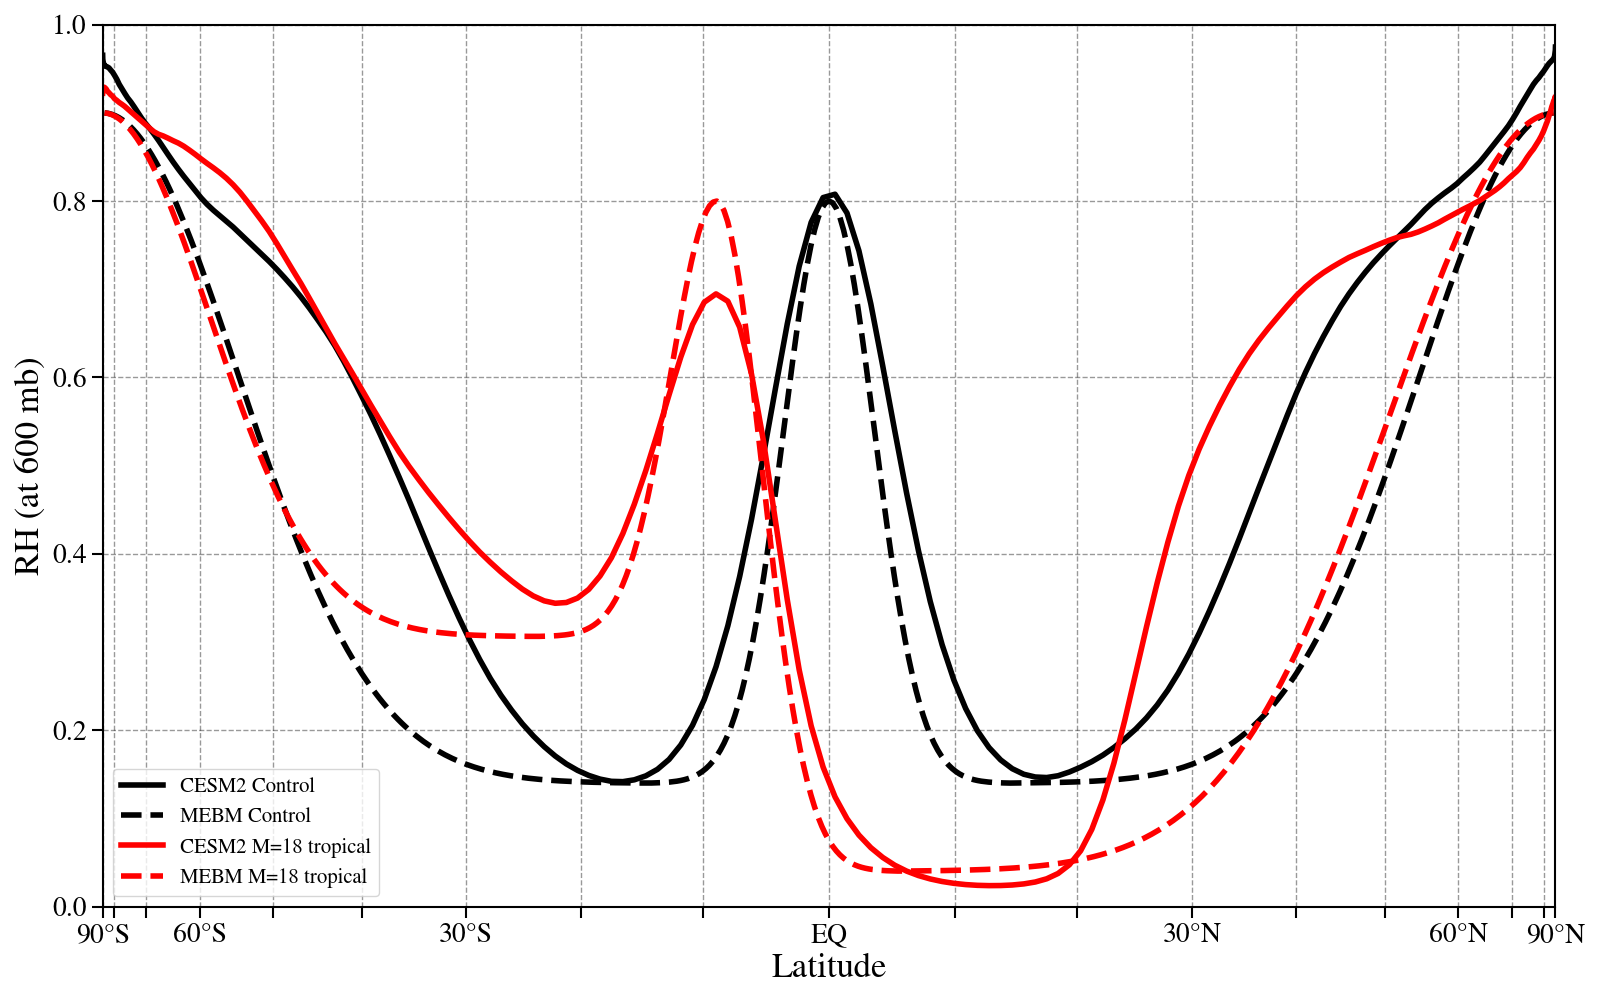 1.0
0.8
0.6
0.4
0.2
0.0
RH (at 600 mb)
CESM2 Control
MEBM Control
CESM2 M=18 tropical
MEBM M=18 tropical
90°S 60°S 30°S EQ 30°N 60°N 90°N
Latitude